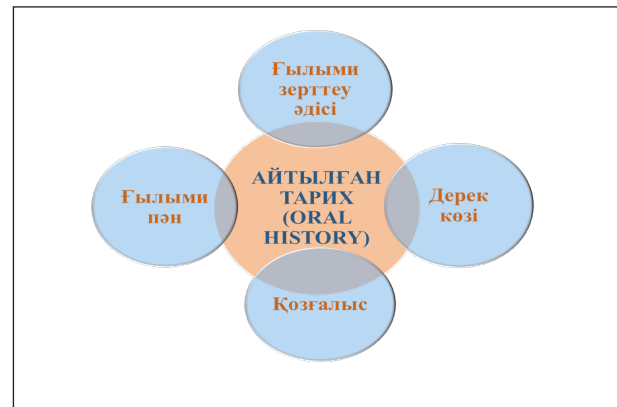 Ғылыми
зерттеу
әдісі
Ғылыми
пән
АЙТЫЛҒАН
ТАРИХ
(ORAL
HISTORY)
Дерек
көзі
Қозғалыс